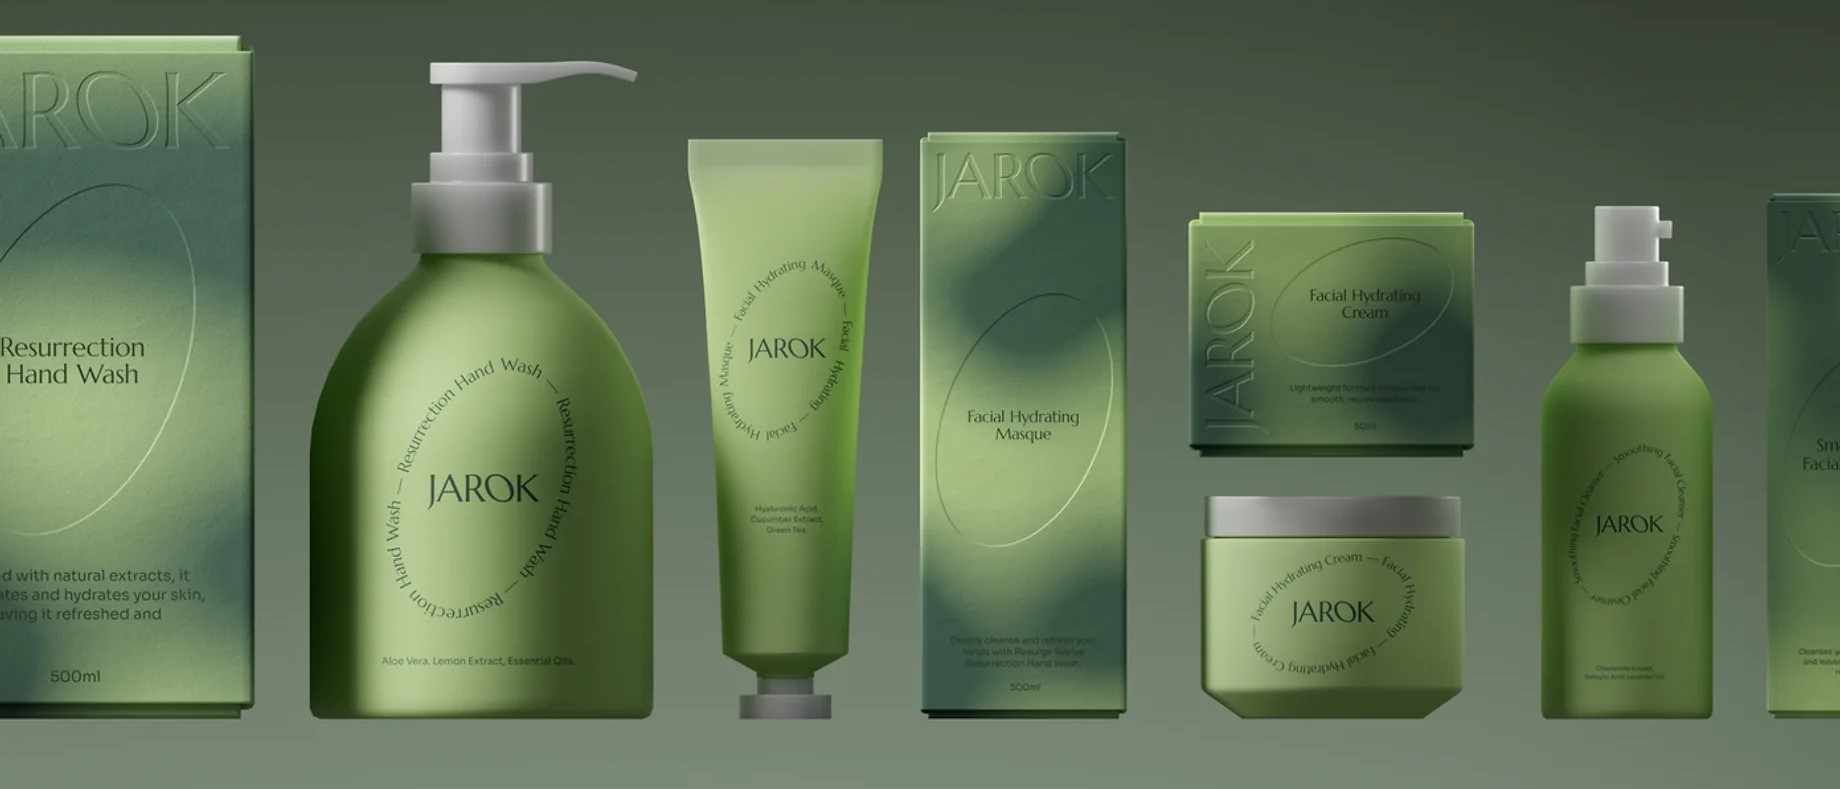 JAROK
Resurrection
Hand Wash
d with natural extracts, it
ates and hydrates your skin,
aving it refreshed and
500ml
Resurrection Hand Wash — Resurrection Hand Wash — Resurrection Hand Wash —
JAROK
Aloe Vera, Lemon Extract, Essential Oils.
Facial Hydrating Masque — Facial Hydrating — Facial Hydrating Masque —
JAROK
Hyaluronic Acid,
Cucumber Extract,
Green Tea.
JAROK
Facial Hydrating
Masque
Deeply cleanse and refresh your
hands with Resurge Revive
Resurrection Hand Wash.
500ml
JAROK
Facial Hydrating
Cream
Lightweight formula moisturises for
smooth, rejuvenated skin.
50ml
Facial Hydrating Cream — Facial Hydrating — Facial Hydrating Cream —
JAROK
Smoothing Facial Cleanser — Smoothing Facial Cleanser — Smoothing Facial Cleanser —
JAROK
Chamomile Extract,
Salicylic Acid, Lavender Oil.
JA
Sm
Facia
Cleanses y
and leave